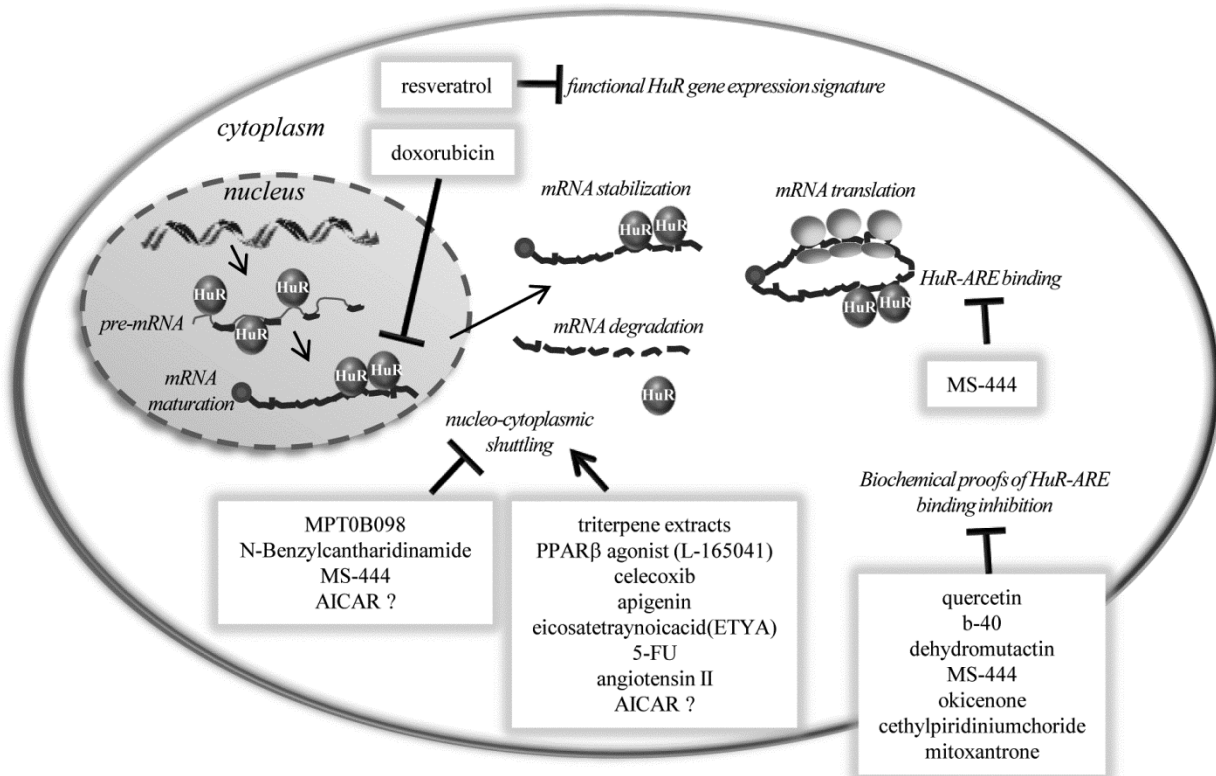 resveratrol
functional HuR gene expression signature
cytoplasm
doxorubicin
nucleus
mRNA stabilization
mRNA translation
HuR HuR
HuR HuR
HuR-ARE binding
pre-mRNA
HuR
HuR HuR
mRNA degradation
mRNA
maturation
HuR HuR
HuR
MS-444
nucleo-cytoplasmic
shuttling
Biochemical proofs of HuR-ARE
binding inhibition
MPT0B098
N-Benzylcantharidinamide
MS-444
AICAR ?
triterpene extracts
PPARβ agonist (L-165041)
celecoxib
apigenin
eicosatetraynoicacid(ETYA)
5-FU
angiotensin II
AICAR ?
quercetin
b-40
dehydromutactin
MS-444
okicenone
cethylpiridiniumchoride
mitoxantrone